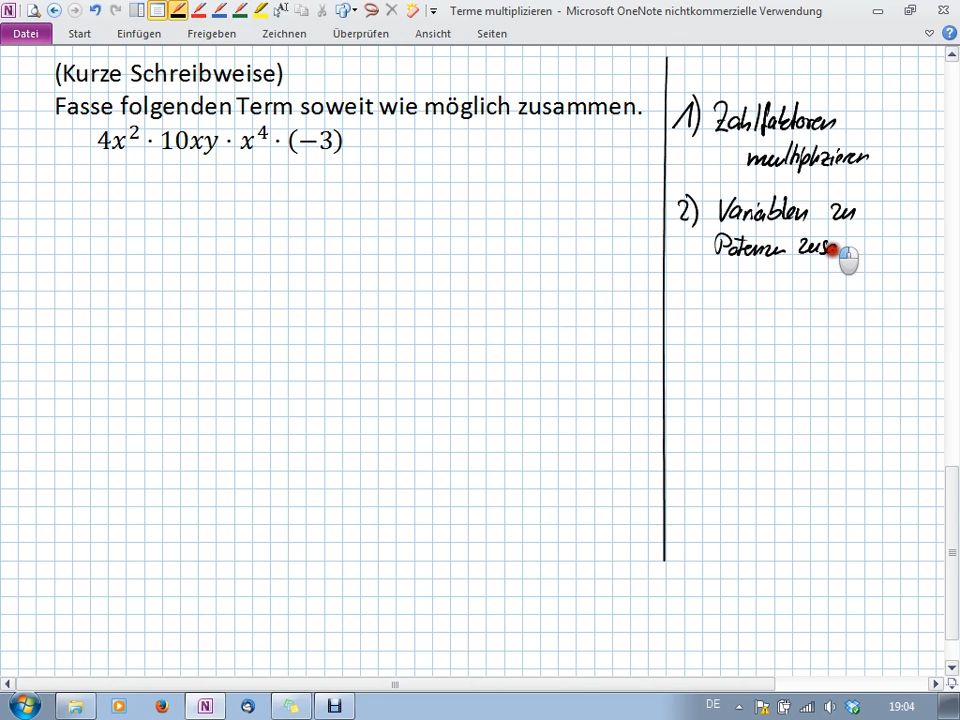 Terme multiplizieren - Microsoft OneNote nichtkommerzielle Verwendung
Datei Start Einfügen Freigeben Zeichnen Überprüfen Ansicht Seiten
(Kurze Schreibweise)
Fasse folgenden Term soweit wie möglich zusammen.
4x² · 10xy · x⁴ · (−3)
1) Zahlfaktoren
multiplizieren
2) Variablen zu
Potenzen zus
DE 19:04